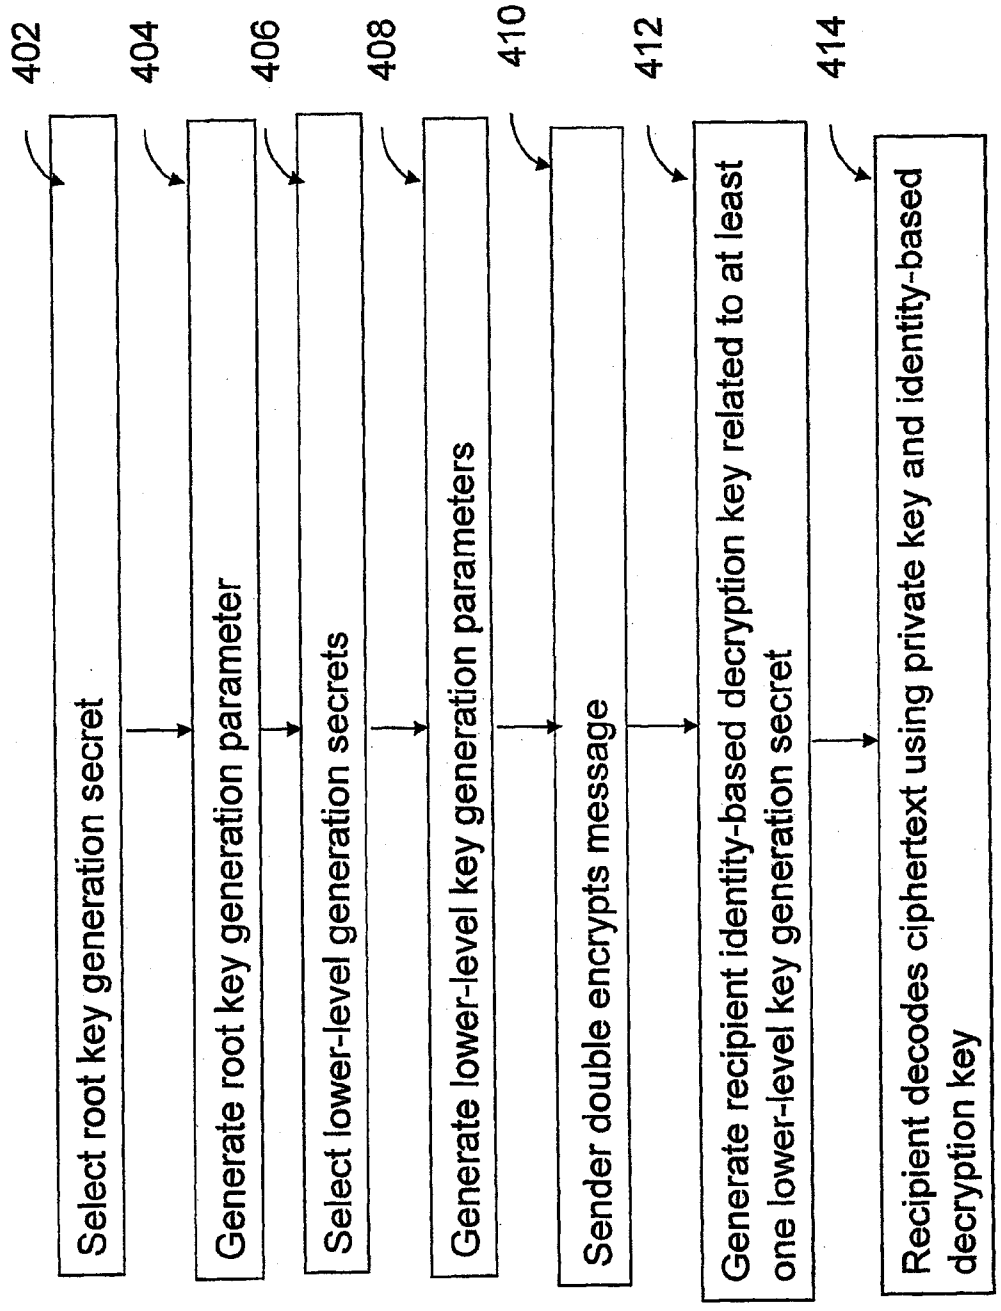 402
Select root key generation secret
404
Generate root key generation parameter
406
Select lower-level generation secrets
408
Generate lower-level key generation parameters
410
Sender double encrypts message
412
Generate recipient identity-based decryption key related to at least
one lower-level key generation secret
414
Recipient decodes ciphertext using private key and identity-based
decryption key